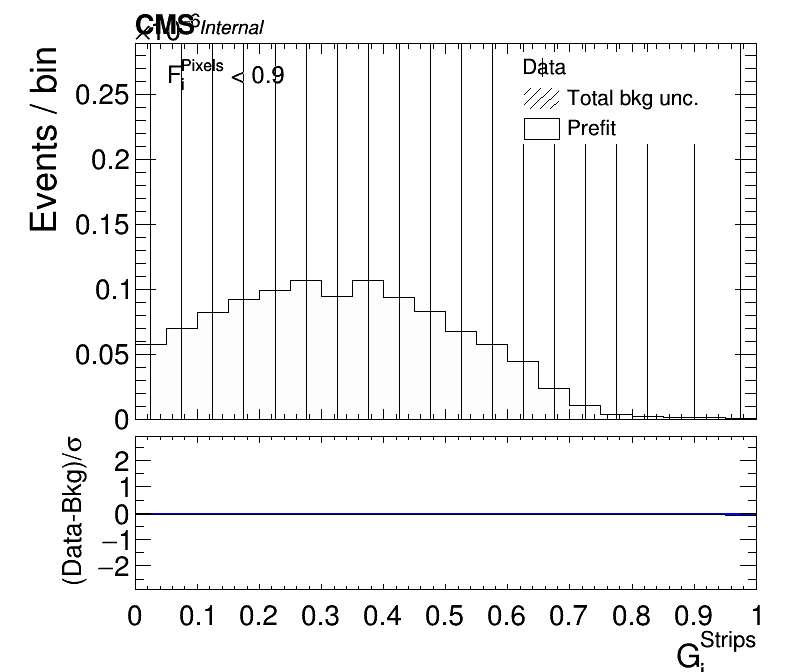 CMS Internal
×10⁻⁶
Events / bin
F_i^Pixels < 0.9
Data
Total bkg unc.
Prefit
0.25
0.2
0.15
0.1
0.05
0
(Data-Bkg)/σ
2
1
0
−1
−2
0 0.1 0.2 0.3 0.4 0.5 0.6 0.7 0.8 0.9 1
G_i^Strips